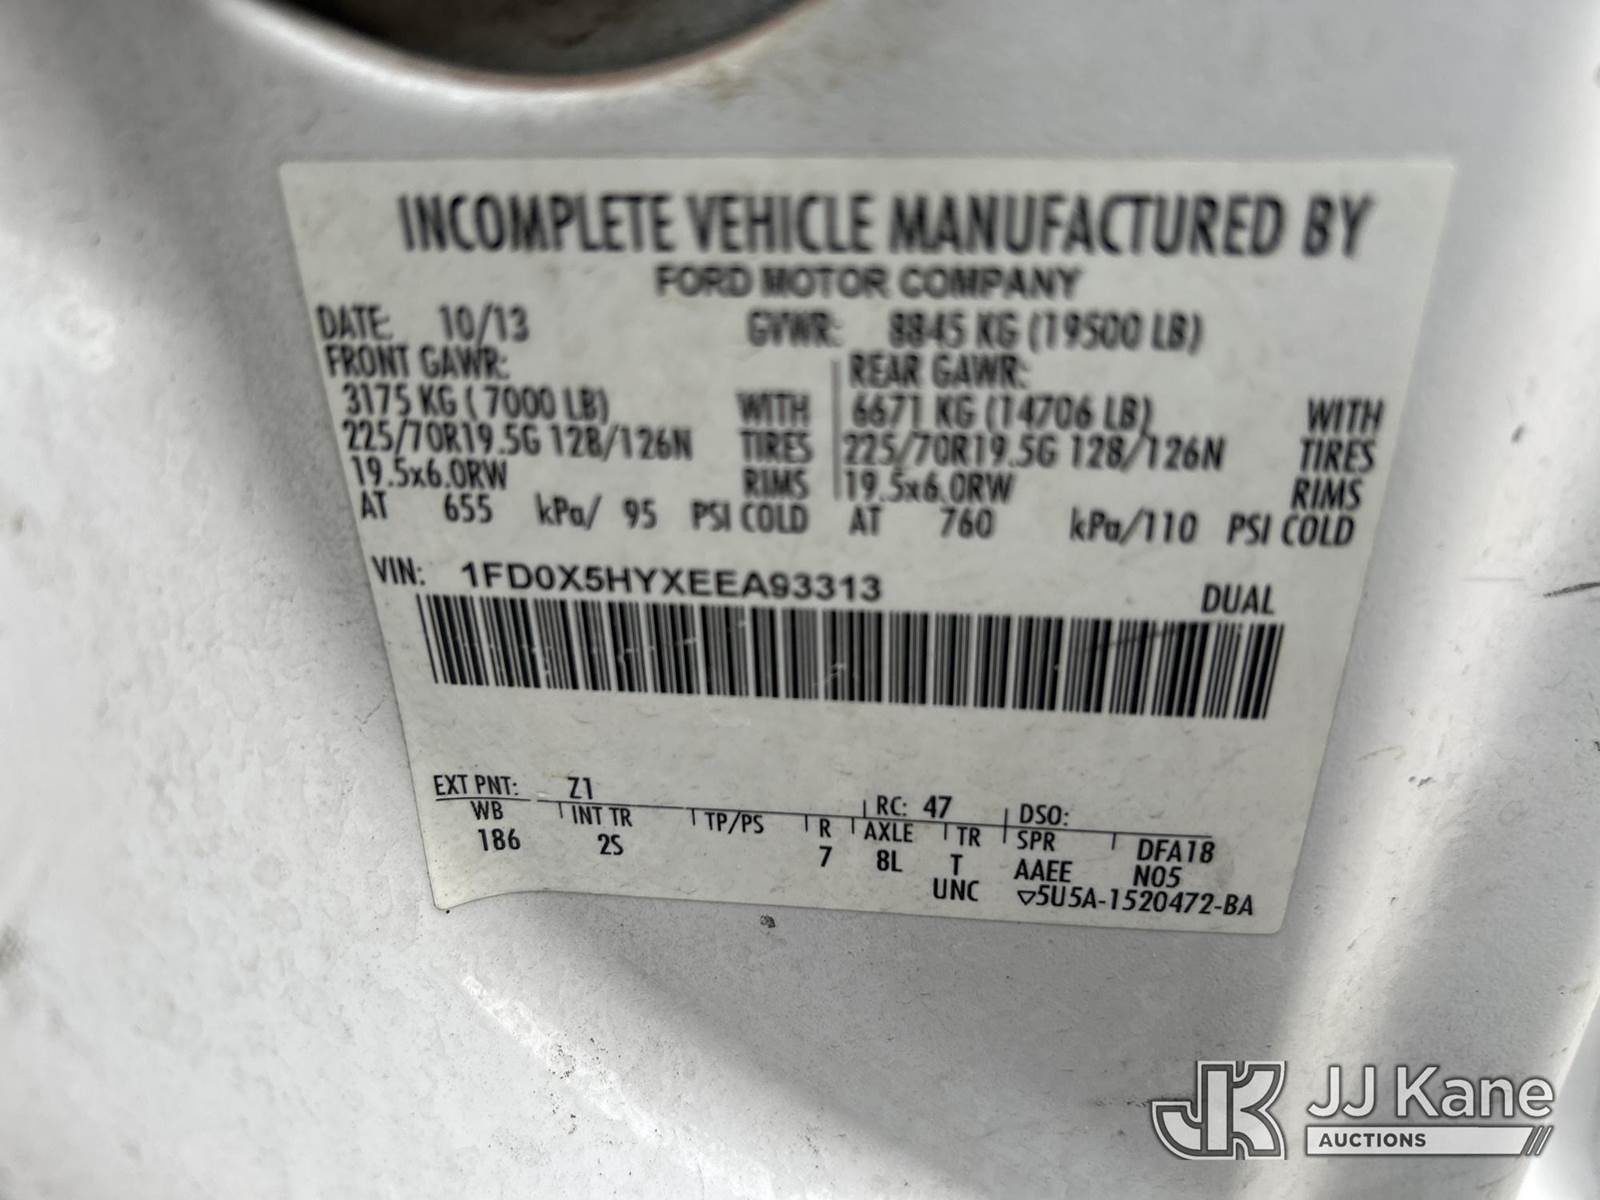 INCOMPLETE VEHICLE MANUFACTURED BY
FORD MOTOR COMPANY
DATE: 10/13 GVWR: 8845 KG (19500 LB)
FRONT GAWR: REAR GAWR:
3175 KG ( 7000 LB) WITH 6671 KG (14706 LB) WITH
225/70R19.5G 128/126N TIRES 225/70R19.5G 128/126N TIRES
19.5x6.0RW RIMS 19.5x6.0RW RIMS
AT 655 kPa/ 95 PSI COLD AT 760 kPa/110 PSI COLD
VIN: 1FD0X5HYXEEA93313 DUAL
EXT PNT: Z1 RC: 47 DSO:
WB INT TR TP/PS R AXLE TR SPR DFA18
186 2S 7 8L T AAEE N05
UNC ▽5U5A-1520472-BA
JK JJ Kane
AUCTIONS